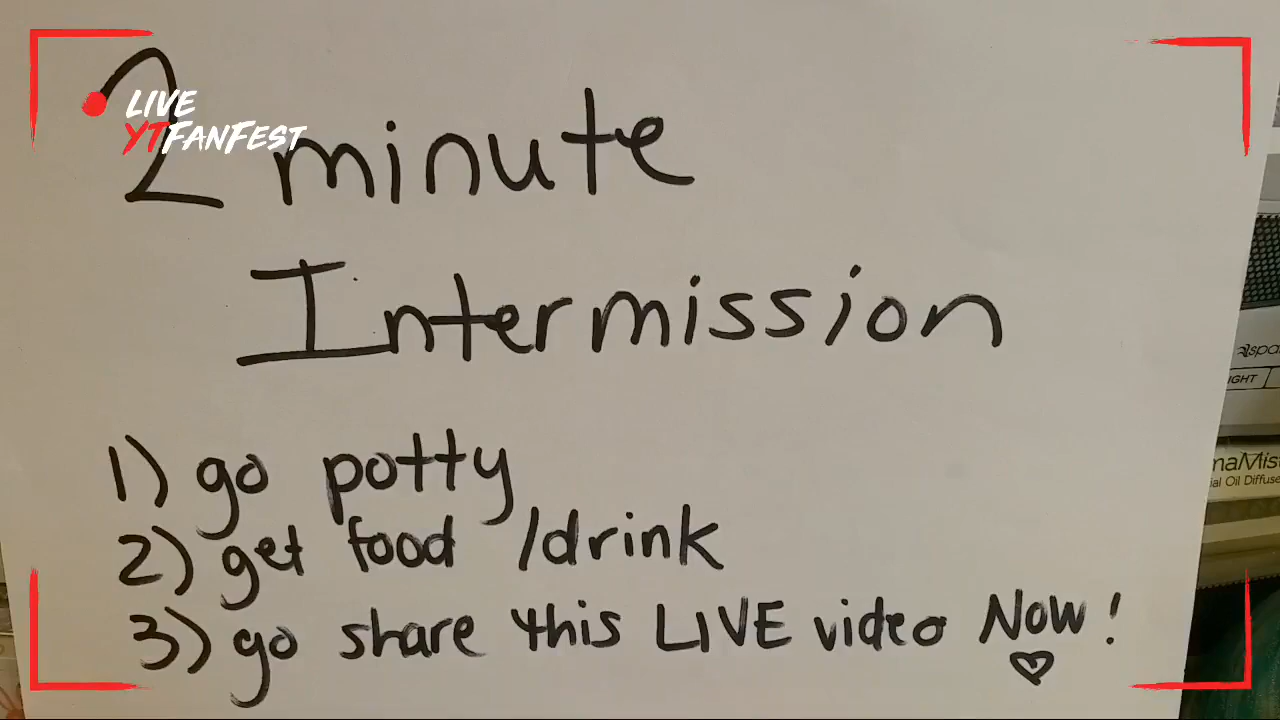 LIVE
YTFANFEST
2 minute
Intermission
1) go potty
2) get food /drink
3) go share this LIVE video Now!